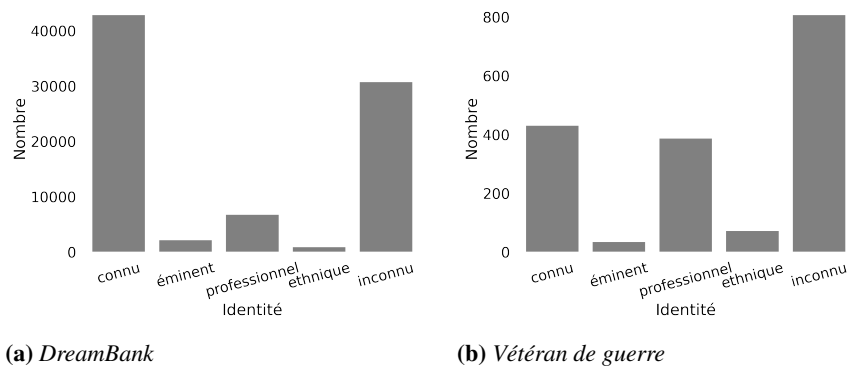 40000
30000
20000
10000
0
Nombre
connu
éminent
professionnel
ethnique
inconnu
Identité
(a) DreamBank
800
600
400
200
0
Nombre
connu
éminent
professionnel
ethnique
inconnu
Identité
(b) Vétéran de guerre